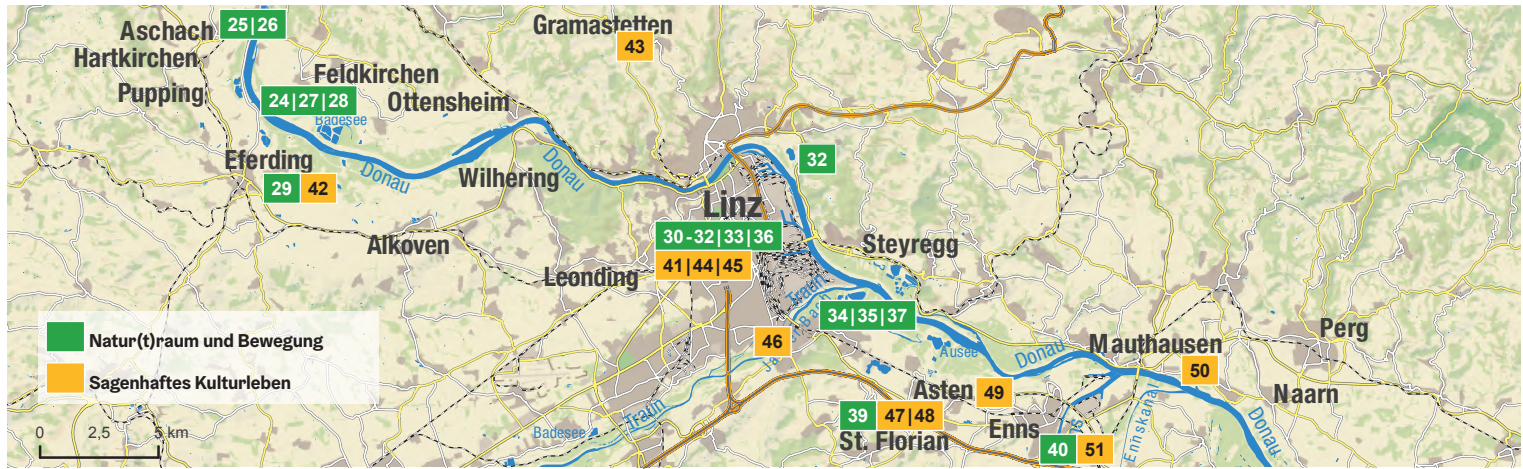 Aschach
25|26
Hartkirchen
Pupping
Gramastetten
43
Feldkirchen
24|27|28
Ottensheim
Badesee
Eferding
29
42
Donau
Wilhering
Donau
32
Linz
30-32|33|36
41|44|45
Alkoven
Leonding
Steyregg
Traun
34|35|37
46
Ausee
Donau
Mauthausen
50
Perg
Naarn
Asten
49
39
47|48
St. Florian
Enns
40
51
Ennskanal
Donau
Traun
Badesee
Natur(t)raum und Bewegung
Sagenhaftes Kulturleben
0 2,5 5 km